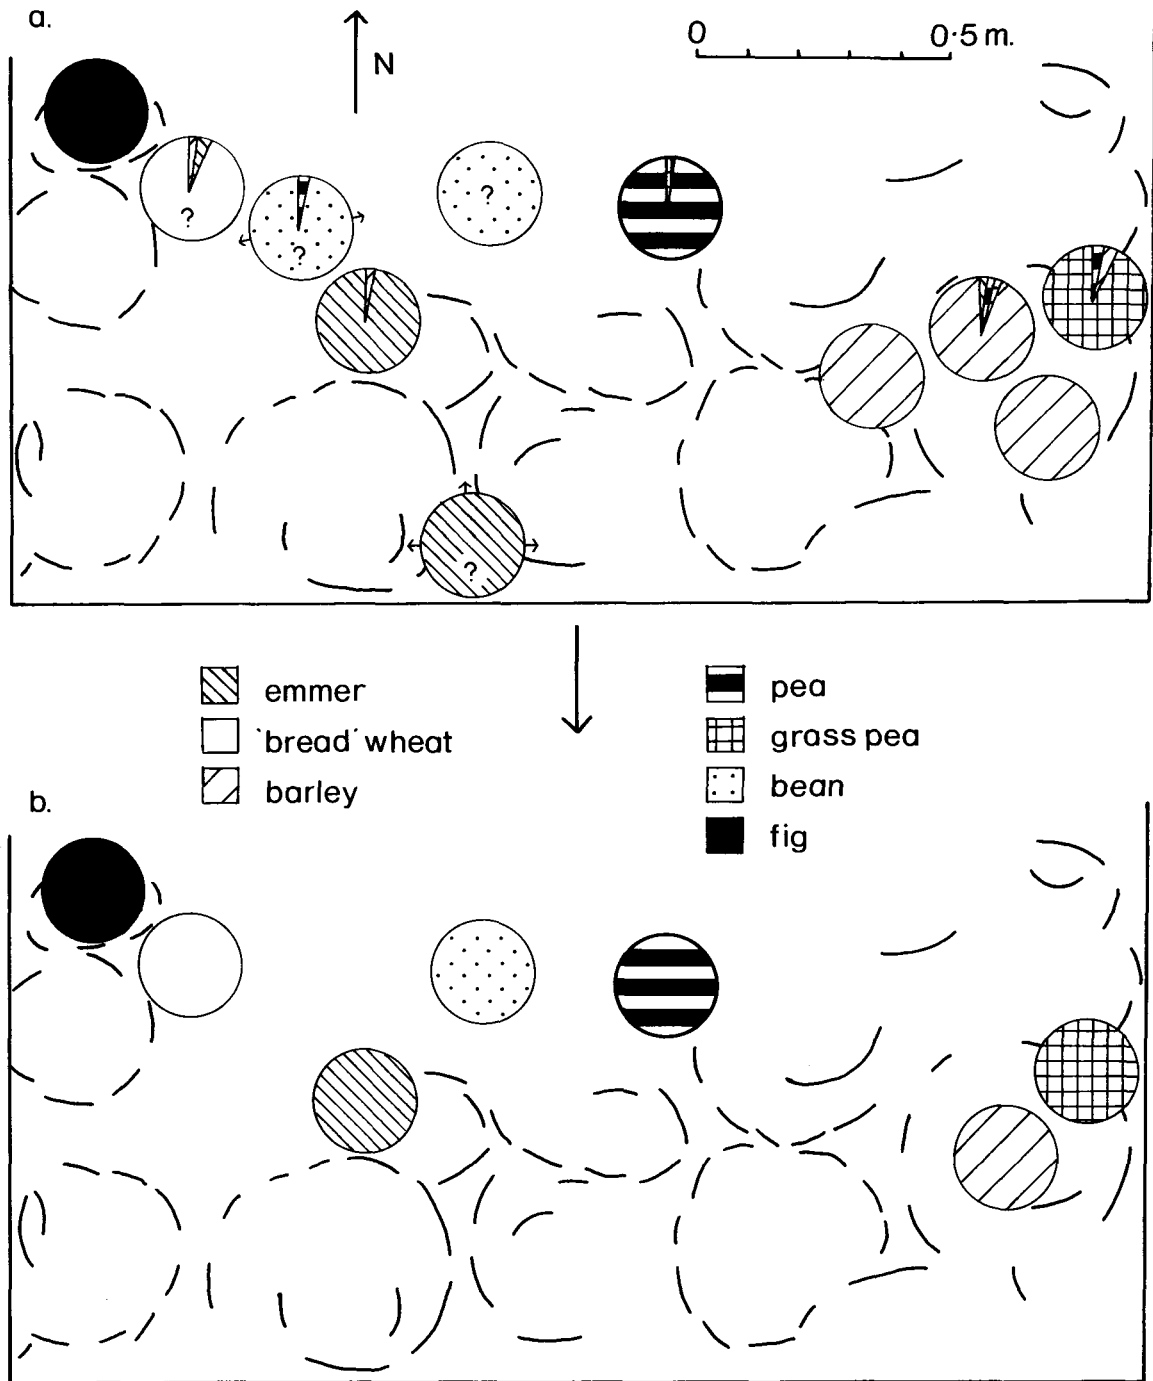 a.
N
0 0·5 m.
?
?
?
?
emmer
'bread' wheat
barley
pea
grass pea
bean
fig
b.